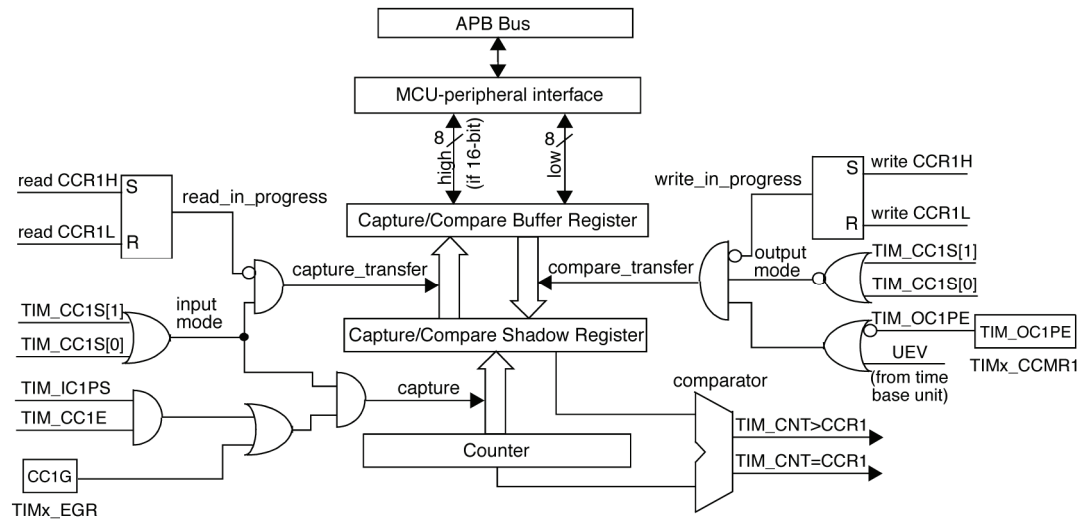 APB Bus
MCU-peripheral interface
8
high
(if 16-bit)
8
low
read CCR1H
S
read_in_progress
read CCR1L
R
write_in_progress
S
write CCR1H
R
write CCR1L
Capture/Compare Buffer Register
capture_transfer
compare_transfer
output
mode
TIM_CC1S[1]
TIM_CC1S[0]
TIM_CC1S[1]
input
mode
TIM_CC1S[0]
Capture/Compare Shadow Register
TIM_OC1PE
TIM_OC1PE
UEV
TIMx_CCMR1
(from time
base unit)
TIM_IC1PS
TIM_CC1E
capture
comparator
Counter
TIM_CNT>CCR1
TIM_CNT=CCR1
CC1G
TIMx_EGR